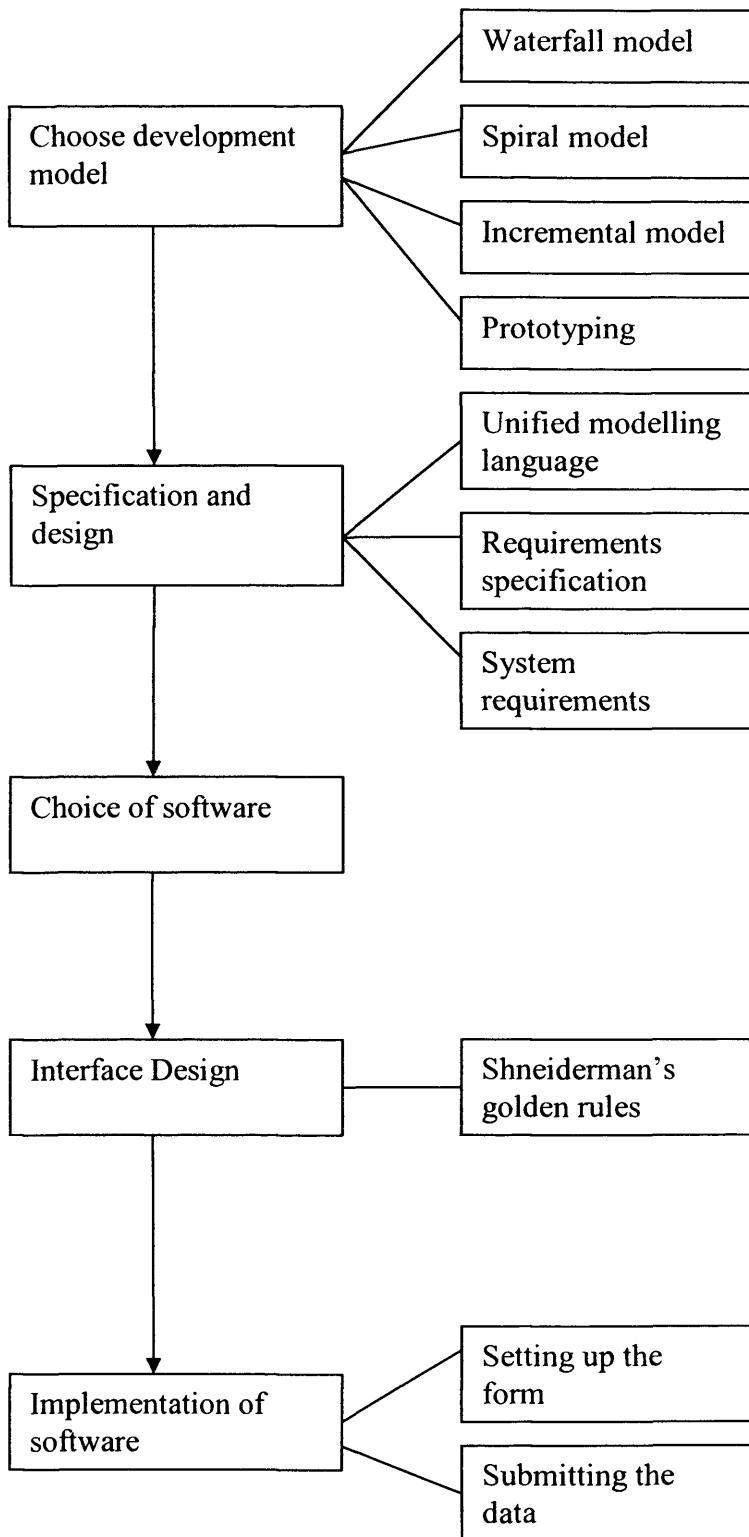 Waterfall model
Choose development
model
Spiral model
Incremental model
Prototyping
Unified modelling
language
Specification and
design
Requirements
specification
System
requirements
Choice of software
Interface Design
Shneiderman's
golden rules
Setting up the
form
Implementation of
software
Submitting the
data